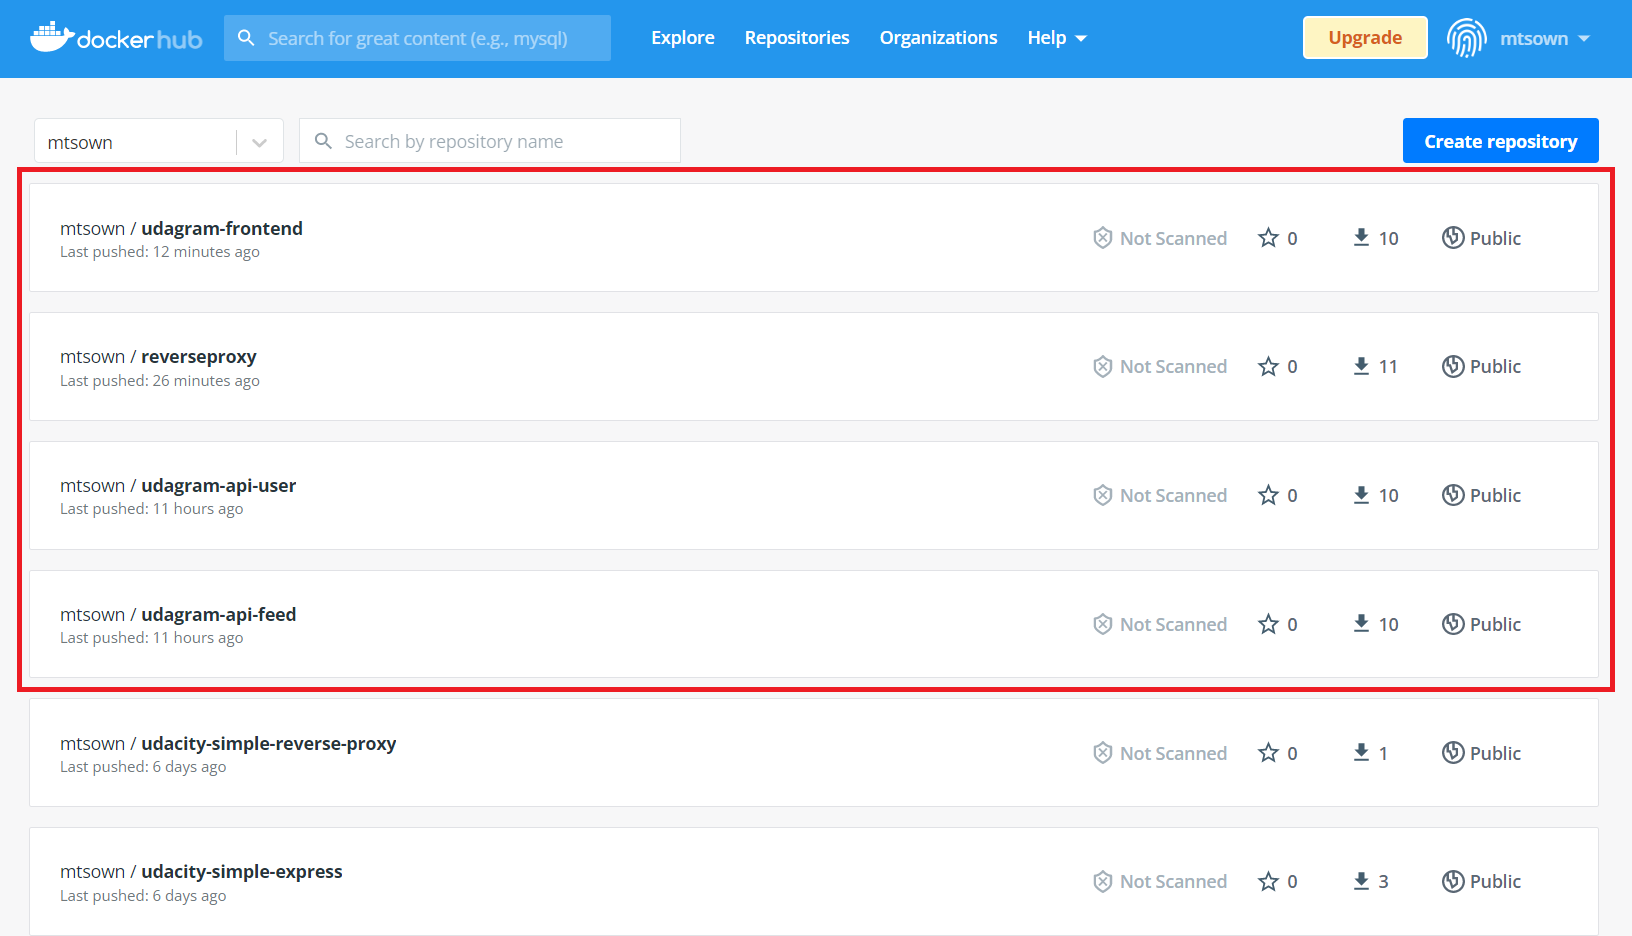 docker hub Search for great content (e.g., mysql) Explore Repositories Organizations Help Upgrade mtsown
mtsown Search by repository name Create repository
mtsown / udagram-frontend Not Scanned 0 10 Public
Last pushed: 12 minutes ago
mtsown / reverseproxy Not Scanned 0 11 Public
Last pushed: 26 minutes ago
mtsown / udagram-api-user Not Scanned 0 10 Public
Last pushed: 11 hours ago
mtsown / udagram-api-feed Not Scanned 0 10 Public
Last pushed: 11 hours ago
mtsown / udacity-simple-reverse-proxy Not Scanned 0 1 Public
Last pushed: 6 days ago
mtsown / udacity-simple-express Not Scanned 0 3 Public
Last pushed: 6 days ago